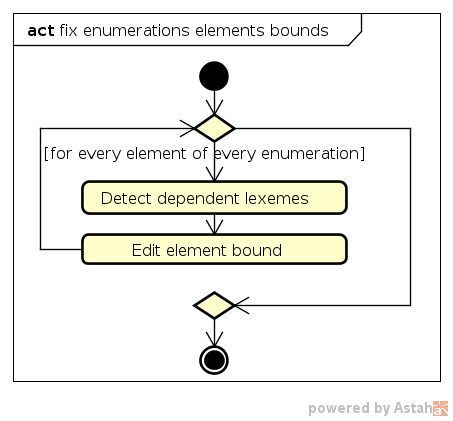 act fix enumerations elements bounds
[for every element of every enumeration]
Detect dependent lexemes
Edit element bound
powered by Astah